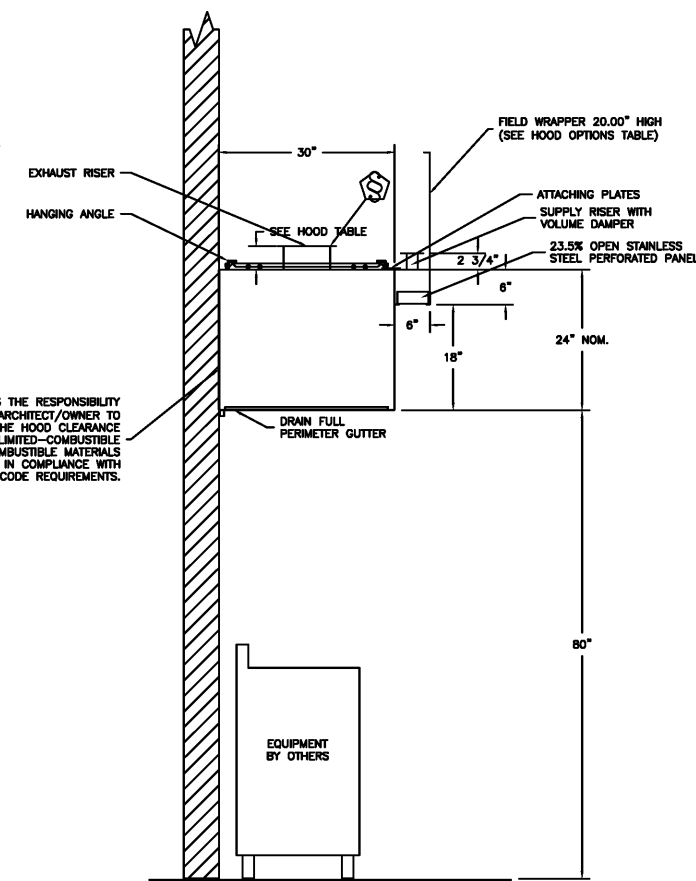 FIELD WRAPPER 20.00" HIGH
(SEE HOOD OPTIONS TABLE)
30"
EXHAUST RISER
ATTACHING PLATES
HANGING ANGLE
SUPPLY RISER WITH
VOLUME DAMPER
SEE HOOD TABLE
23.5% OPEN STAINLESS
STEEL PERFORATED PANEL
2 3/4"
6"
6"
24" NOM.
18"
THE RESPONSIBILITY
ARCHITECT/OWNER TO
HOOD CLEARANCE
LIMITED-COMBUSTIBLE
MATERIALS
IN COMPLIANCE WITH
CODE REQUIREMENTS.
DRAIN FULL
PERIMETER GUTTER
80"
EQUIPMENT
BY OTHERS